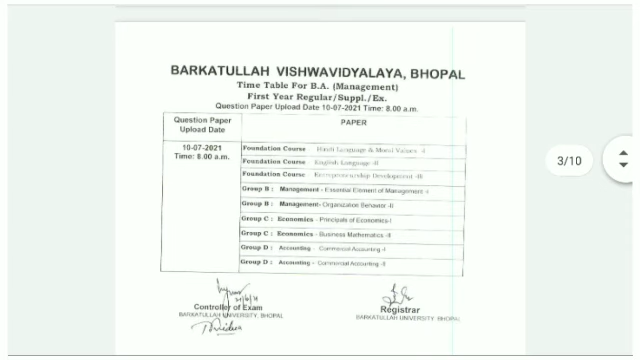 BARKATULLAH VISHWAVIDYALAYA, BHOPAL
Time Table For B.A. (Management)
First Year Regular/Suppl./Ex.
Question Paper Upload Date 10-07-2021 Time: 8.00 a.m.
Question Paper Upload Date
PAPER
10-07-2021
Time: 8.00 a.m.
Foundation Course - Hindi Language & Moral Values -I
Foundation Course - English Language -II
Foundation Course - Entrepreneurship Development -III
Group B : Management - Essential Element of Management -I
Group B : Management- Organization Behavior -II
Group C : Economics - Principals of Economics-I
Group C : Economics - Business Mathematics -II
Group D : Accounting - Commercial Accounting -I
Group D : Accounting - Commercial Accounting -II
3/10
Controller of Exam
BARKATULLAH UNIVERSITY, BHOPAL
Registrar
BARKATULLAH UNIVERSITY BHOPAL